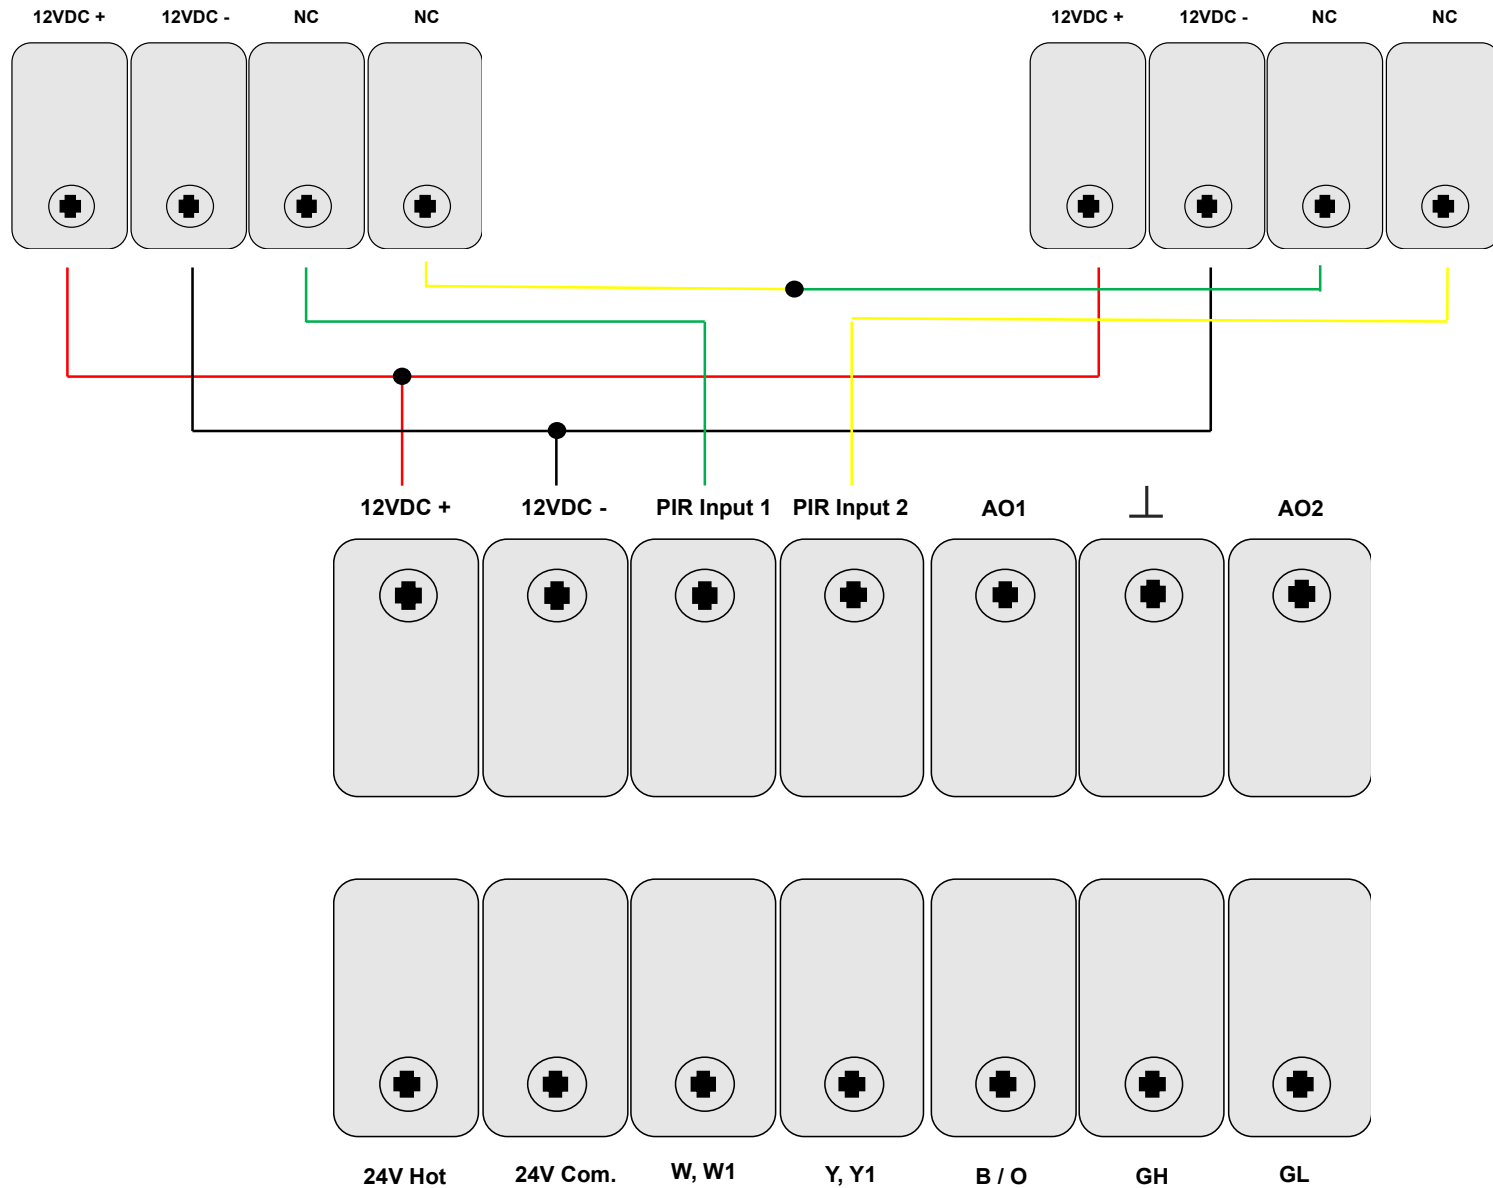 12VDC + 12VDC - NC NC 12VDC + 12VDC - NC NC
12VDC + 12VDC - PIR Input 1 PIR Input 2 AO1 AO2
24V Hot 24V Com. W, W1 Y, Y1 B / O GH GL